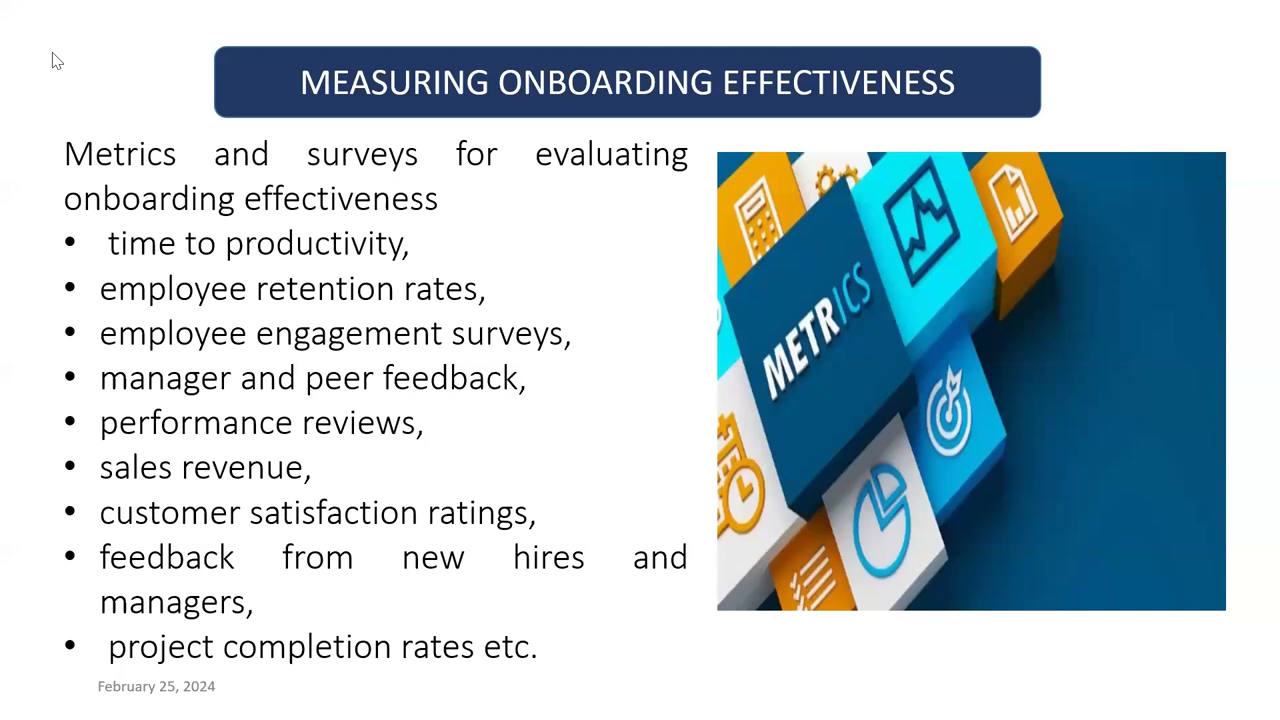 MEASURING ONBOARDING EFFECTIVENESS
Metrics and surveys for evaluating
onboarding effectiveness
• time to productivity,
• employee retention rates,
• employee engagement surveys,
• manager and peer feedback,
• performance reviews,
• sales revenue,
• customer satisfaction ratings,
• feedback from new hires and
managers,
• project completion rates etc.
METRICS
February 25, 2024